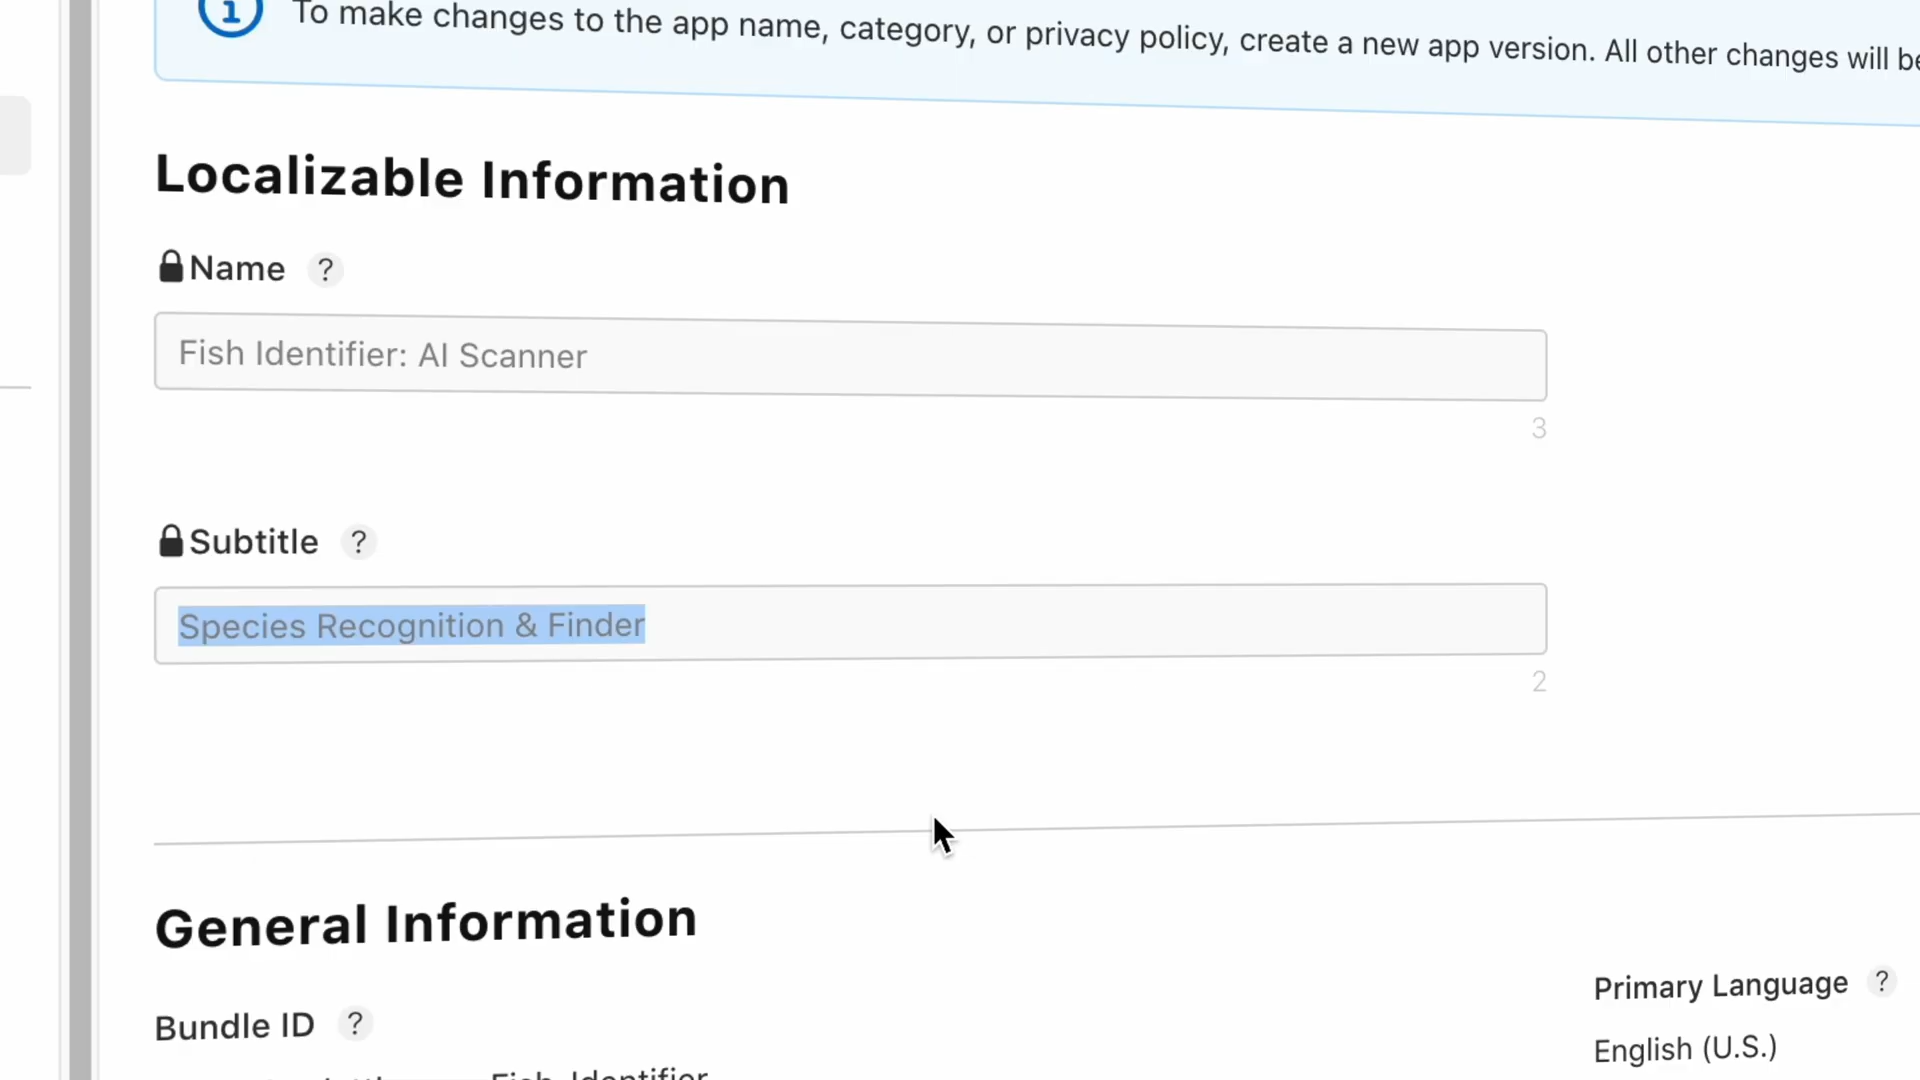 To make changes to the app name, category, or privacy policy, create a new app version. All other changes will be
Localizable Information
Name ?
Fish Identifier: AI Scanner
3
Subtitle ?
Species Recognition & Finder
2
General Information
Primary Language ?
Bundle ID ?
English (U.S.)
Fish-Identifier